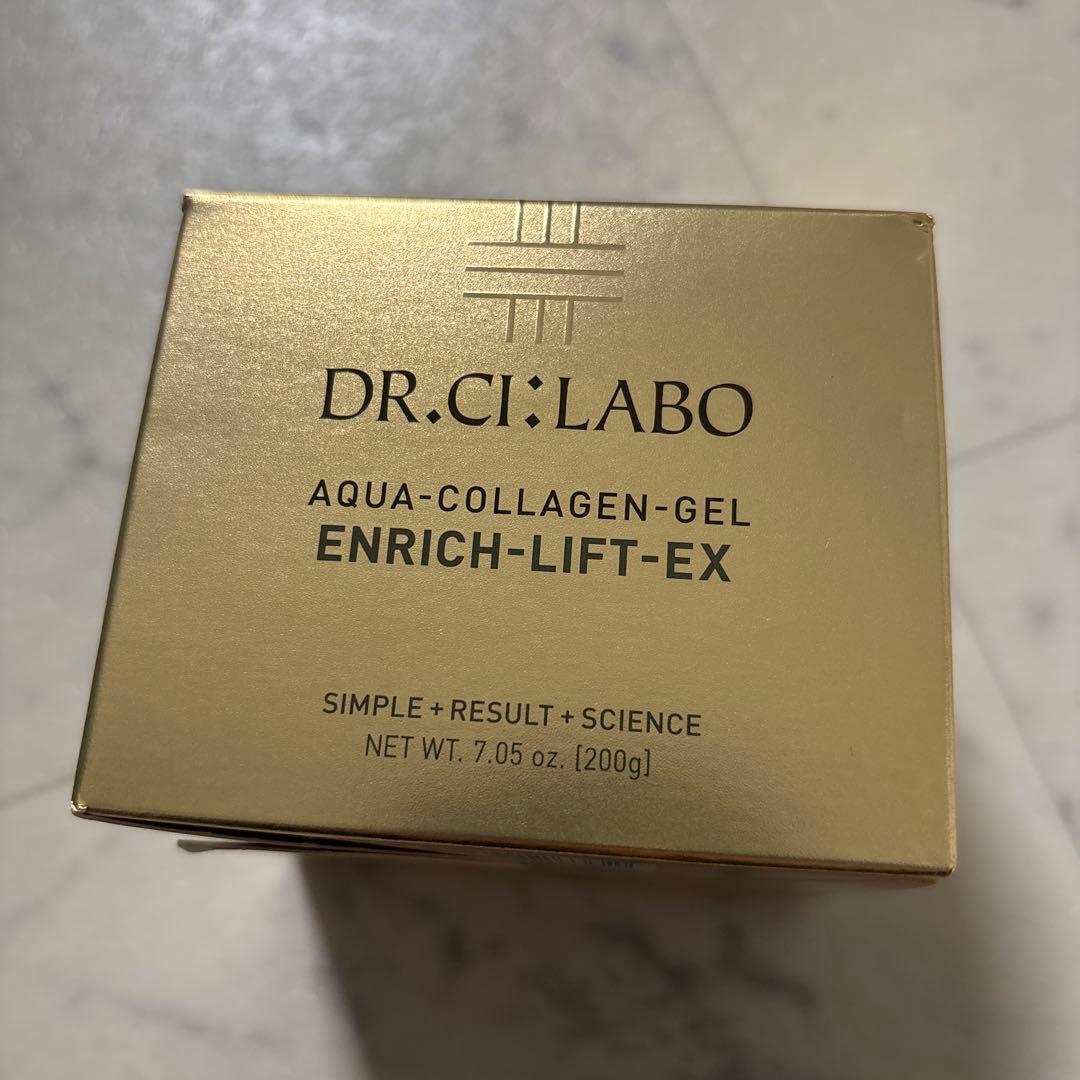 DR.CI:LABO
AQUA-COLLAGEN-GEL
ENRICH-LIFT-EX
SIMPLE + RESULT + SCIENCE
NET WT. 7.05 oz. [200g]